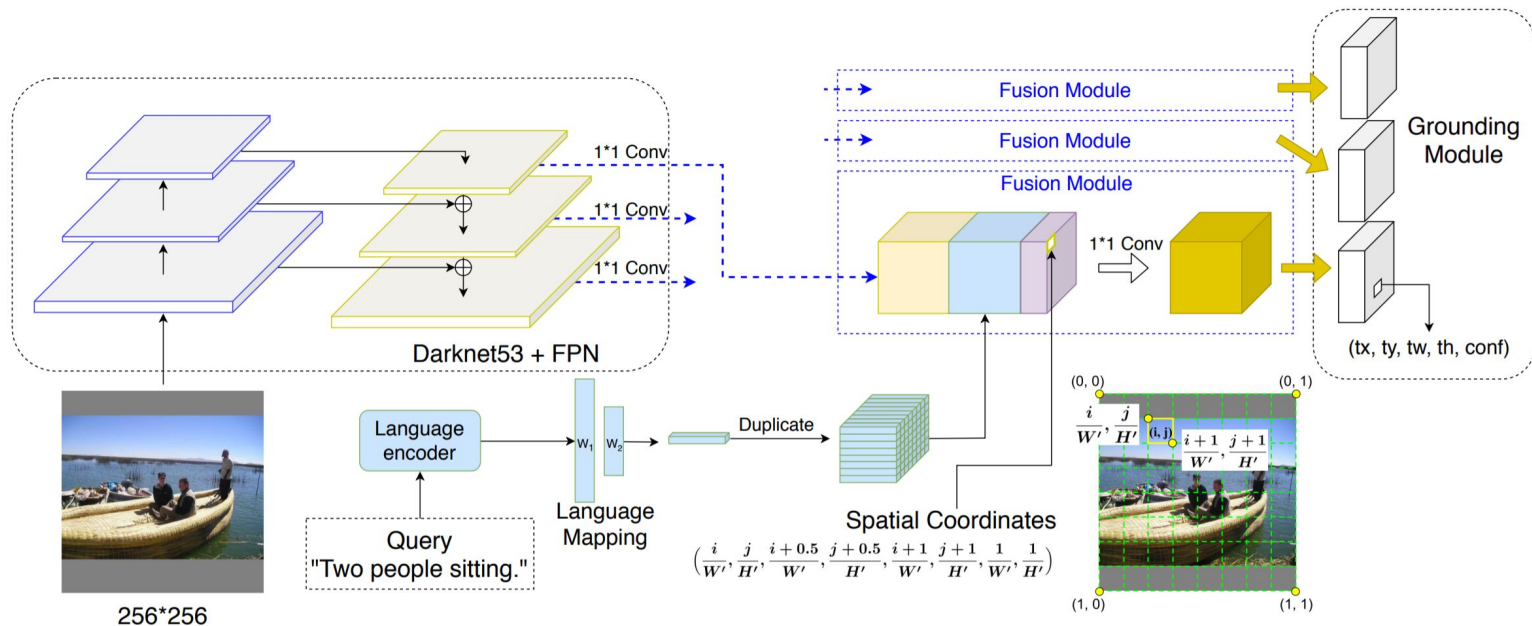 Fusion Module
Fusion Module
Fusion Module
Grounding
Module
1*1 Conv
1*1 Conv
1*1 Conv
1*1 Conv
Darknet53 + FPN
(tx, ty, tw, th, conf)
256*256
Language
encoder
Query
"Two people sitting."
w₁
w₂
Language
Mapping
Duplicate
Spatial Coordinates
(i/W', j/H', i + 0.5/W', j + 0.5/H', i + 1/W', j + 1/H', 1/W', 1/H')
(0, 0)
(0, 1)
i/W', j/H'
(i, j)
i + 1/W', j + 1/H'
(1, 0)
(1, 1)